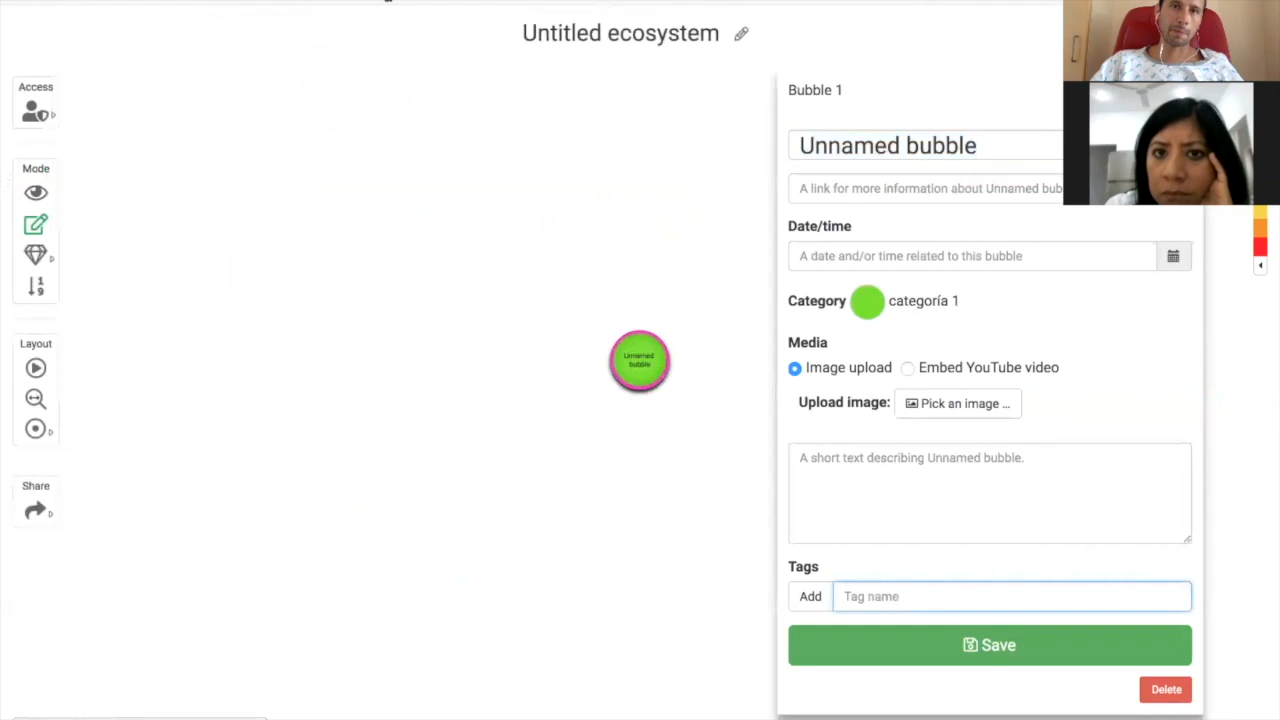 Untitled ecosystem
Access
Mode
Layout
Share
Unnamed
bubble
Bubble 1
Unnamed bubble
A link for more information about Unnamed bub
Date/time
A date and/or time related to this bubble
Category categoría 1
Media
Image upload Embed YouTube video
Upload image: Pick an image ...
A short text describing Unnamed bubble.
Tags
Add Tag name
Save
Delete